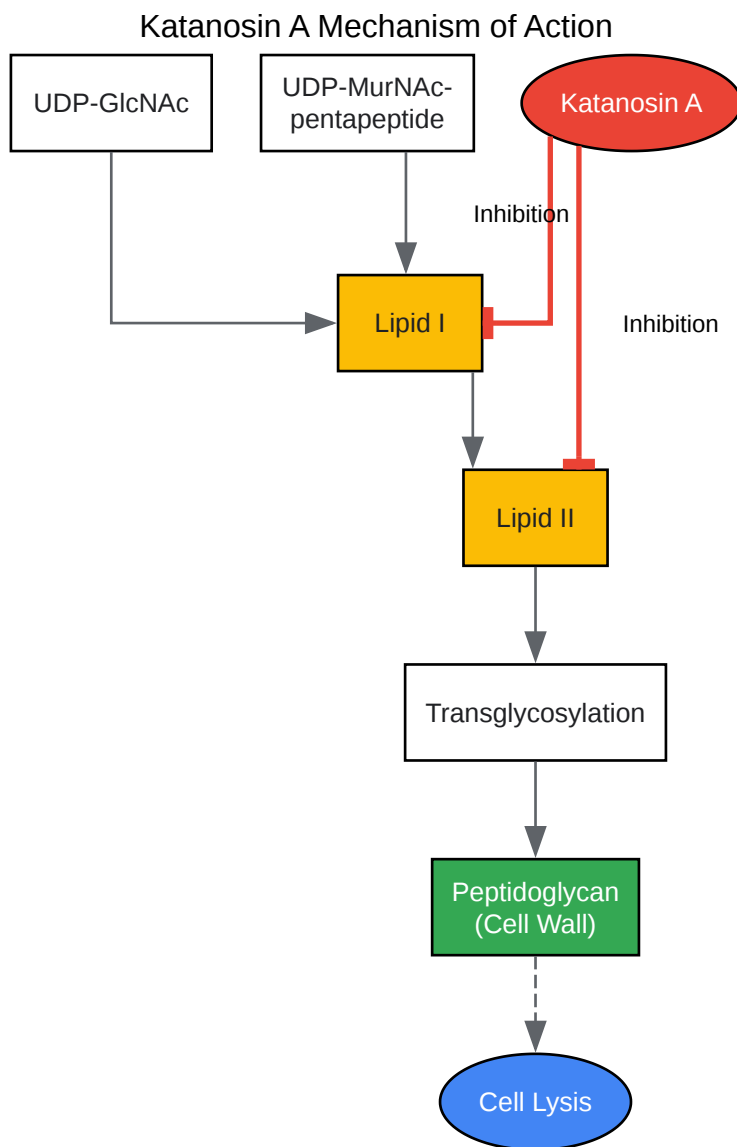 Katanosin A Mechanism of Action
UDP-GlcNAc
UDP-MurNAc-
pentapeptide
Katanosin A
Inhibition
Lipid I
Inhibition
Lipid II
Transglycosylation
Peptidoglycan
(Cell Wall)
Cell Lysis